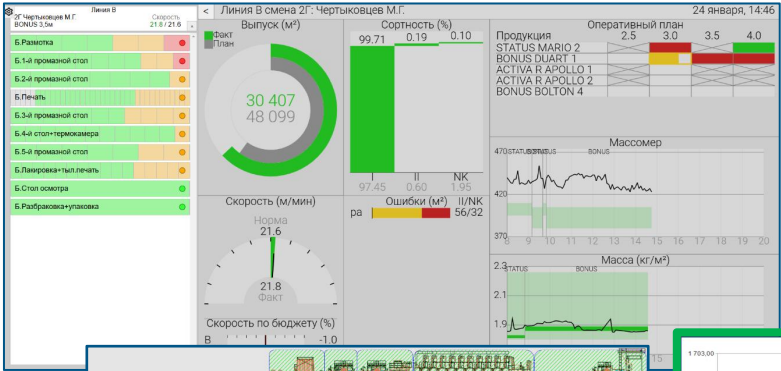 Линия В
2Г Чертыковцев М.Г.
Скорость
BONUS 3,5м
21.8 / 21.6
Б.Размотка
Б.1-й промазной стол
Б.2-й промазной стол
Б.Печать
Б.3-й промазной стол
Б.4-й стол+термокамера
Б.5-й промазной стол
Б.Лакировка+тыл.печать
Б.Стол осмотра
Б.Разбраковка+упаковка
< Линия В смена 2Г: Чертыковцев М.Г.
24 января, 14:46
Выпуск (м²)
Факт
План
30 407
48 099
Сортность (%)
99.71 0.19 0.10
I II NK
97.45 0.60 1.95
Оперативный план
Продукция 2.5 3.0 3.5 4.0
STATUS MARIO 2
BONUS DUART 1
ACTIVA R APOLLO 1
ACTIVA R APOLLO 2
BONUS BOLTON 4
Массомер
470
STATUS
BONUS
420
370
8 9 10 11 12 13 14 15 16 17 18 19 20
Скорость (м/мин)
Норма
21.6
21.8
Факт
Ошибки (м²) II/NK
ра 56/32
Масса (кг/м²)
2.3
STATUS BONUS
2.1
1.9
15
Скорость по бюджету (%)
В -1.0
1 703,00